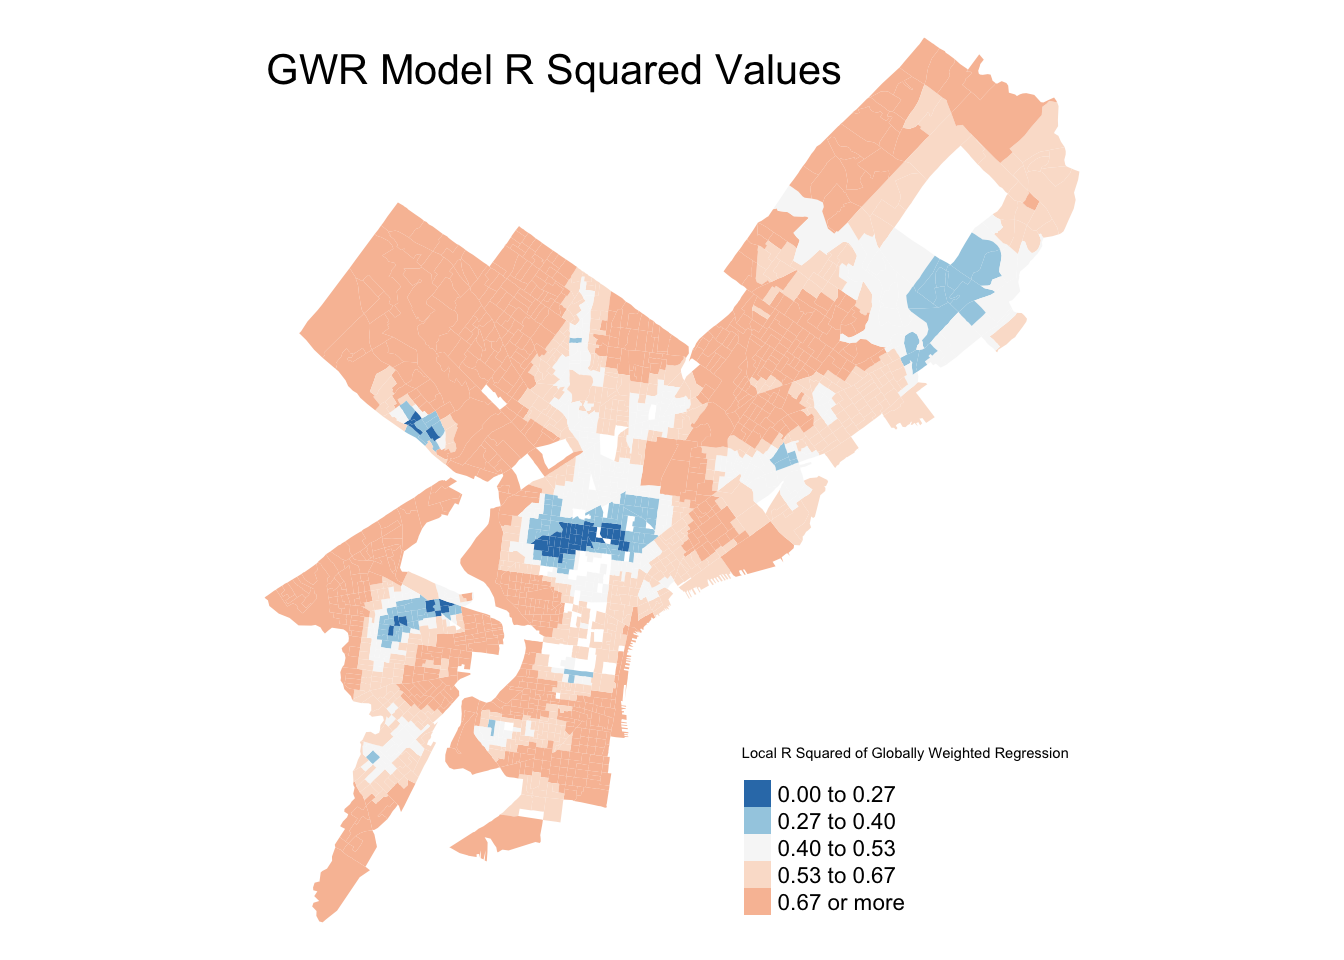 GWR Model R Squared Values
Local R Squared of Globally Weighted Regression
0.00 to 0.27
0.27 to 0.40
0.40 to 0.53
0.53 to 0.67
0.67 or more